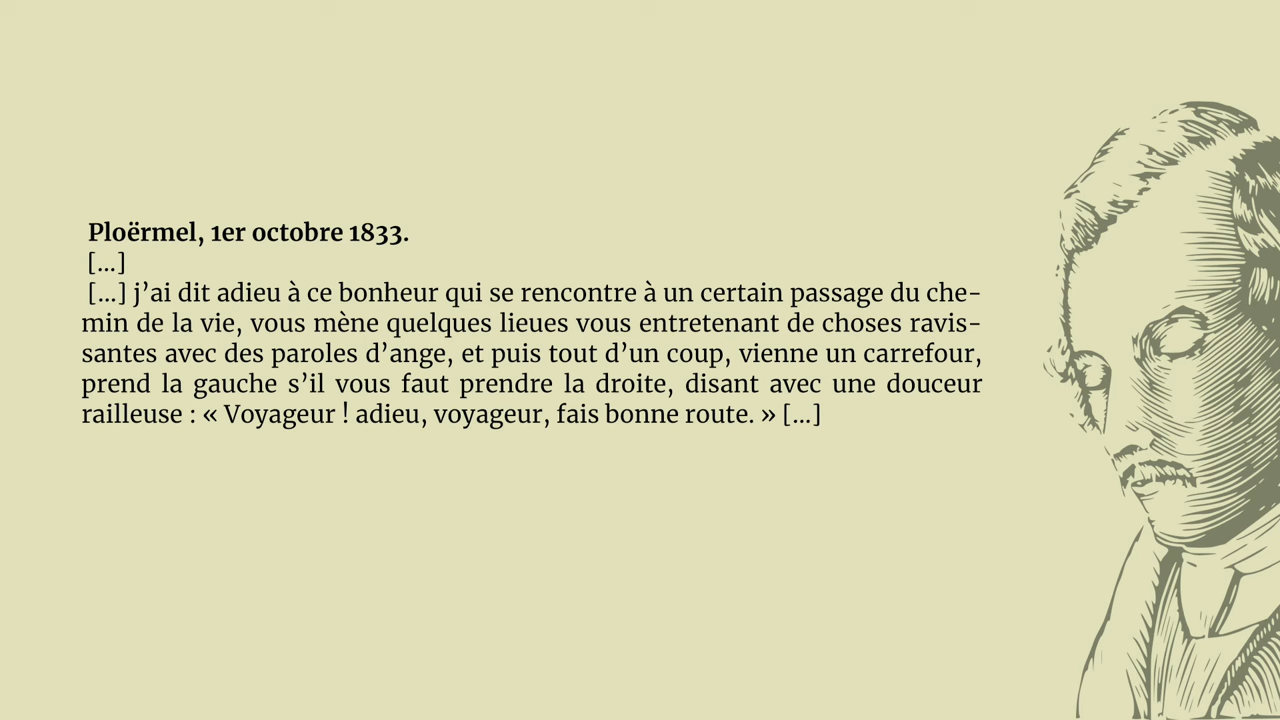 Ploërmel, 1er octobre 1833.
[...]
[...] j’ai dit adieu à ce bonheur qui se rencontre à un certain passage du che-
min de la vie, vous mène quelques lieues vous entretenant de choses ravis-
santes avec des paroles d’ange, et puis tout d’un coup, vienne un carrefour,
prend la gauche s’il vous faut prendre la droite, disant avec une douceur
railleuse : « Voyageur ! adieu, voyageur, fais bonne route. » [...]